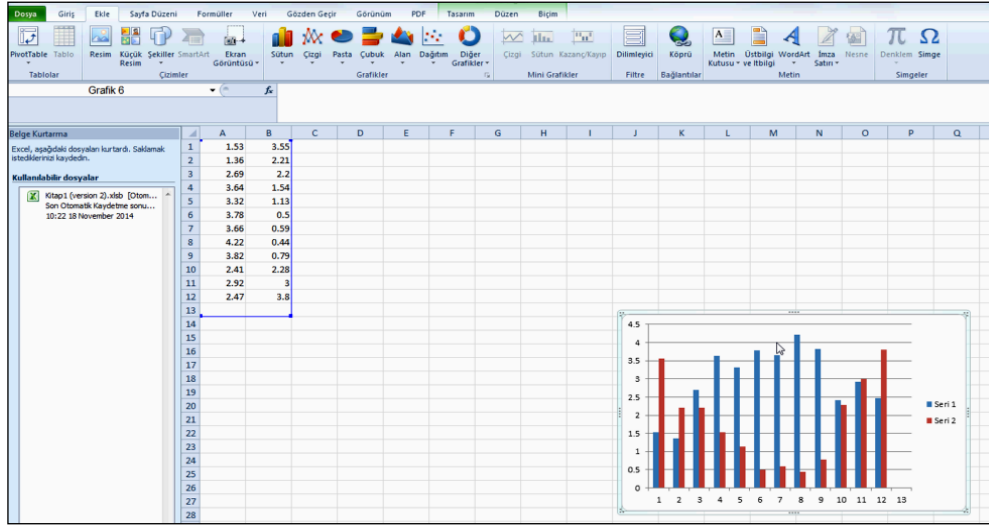 Dosya Giriş Ekle Sayfa Düzeni Formüller Veri Gözden Geçir Görünüm PDF Tasarım Düzen Biçim
PivotTable Tablo Resim Küçük Resim Şekiller SmartArt Ekran Görüntüsü Sütun Çizgi Pasta Çubuk Alan Dağıtım Diğer Grafikler Çizgi Sütun Kazanç/Kayıp Dilimleyici Köprü Metin Kutusu Üstbilgi ve ltbilgi WordArt İmza Satırı Nesne Denklem Simge
Tablolar Çizimler Grafikler Mini Grafikler Filtre Bağlantılar Metin Simgeler
Grafik 6 fx
Belge Kurtarma
Excel, aşağıdaki dosyaları kurtardı. Saklamak
istediklerinizi kaydedin.
Kullanılabilir dosyalar
Kitap1 (version 2).xlsb [Otom...
Son Otomatik Kaydetme sonu...
10:22 18 November 2014
A B C D E F G H I J K L M N O P Q
1 1.53 3.55
2 1.36 2.21
3 2.69 2.2
4 3.64 1.54
5 3.32 1.13
6 3.78 0.5
7 3.66 0.59
8 4.22 0.44
9 3.82 0.79
10 2.41 2.28
11 2.92 3
12 2.47 3.8
13
14
15
16
17
18
19
20
21
22
23
24
25
26
27
28
4.5
4
3.5
3
2.5
2
1.5
1
0.5
0
1 2 3 4 5 6 7 8 9 10 11 12 13
Seri 1
Seri 2